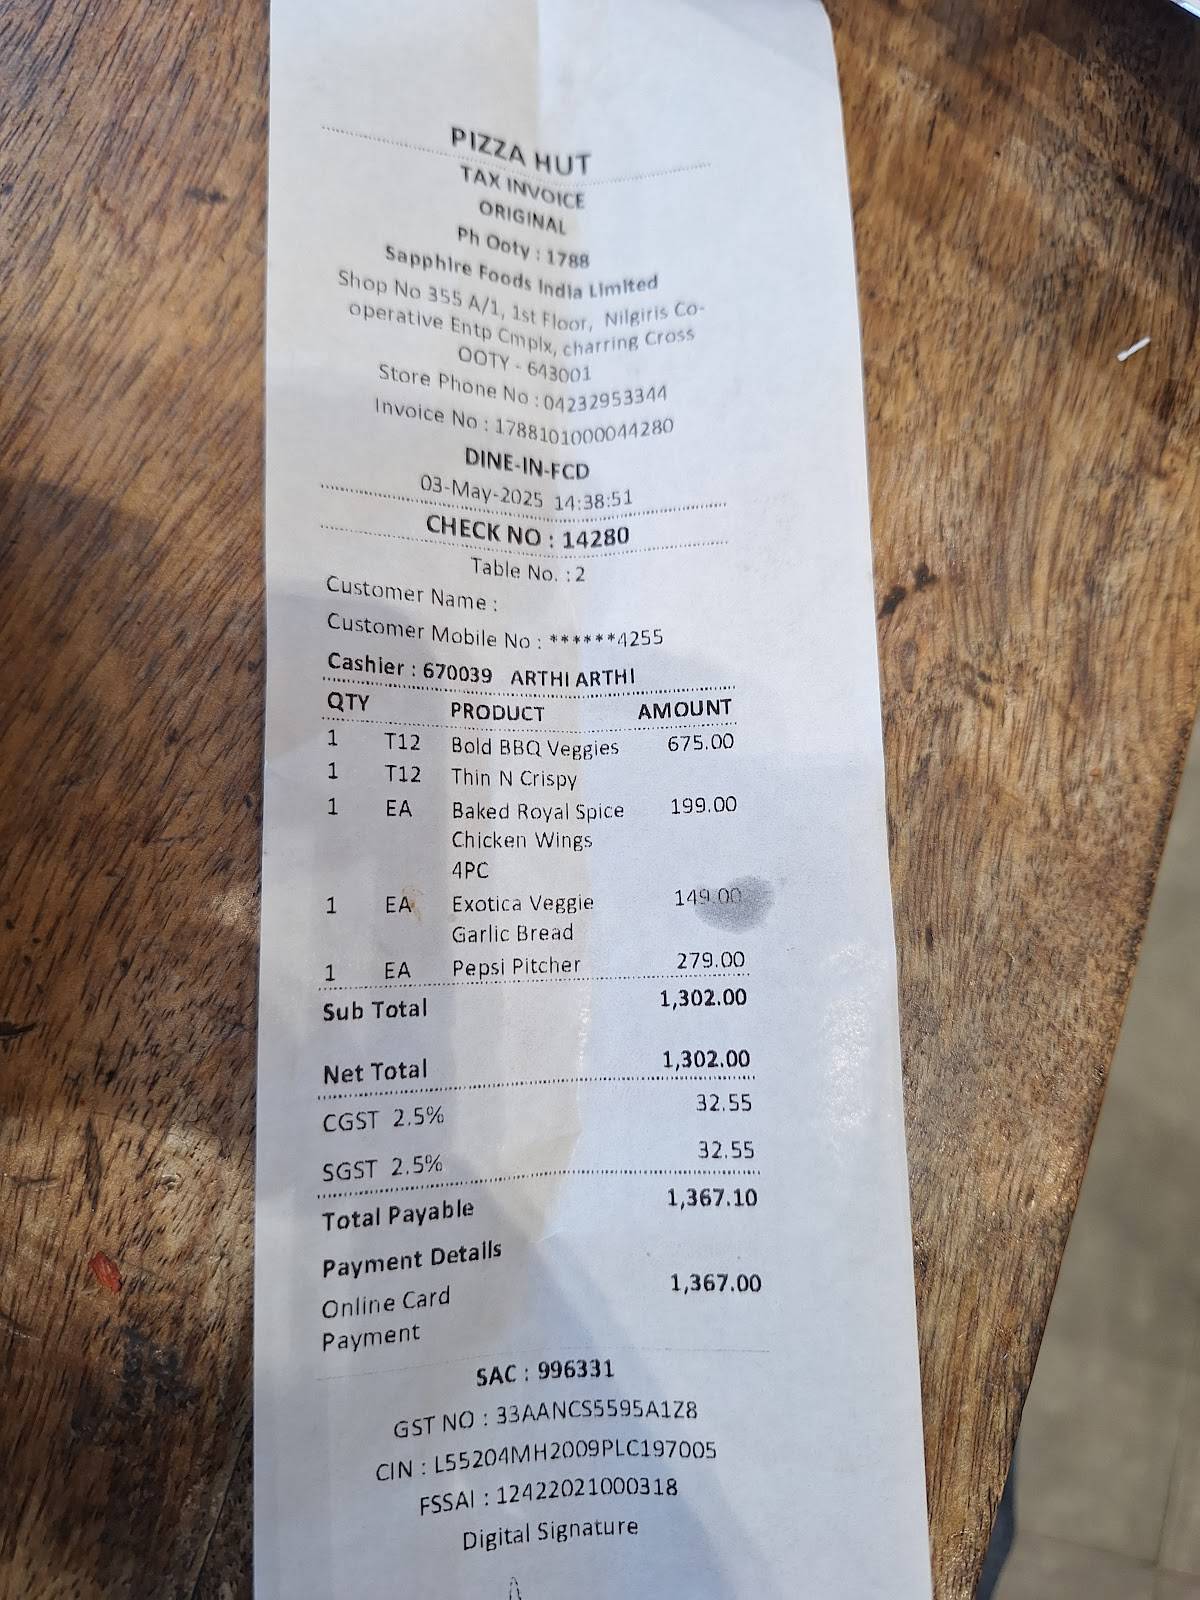 PIZZA HUT
TAX INVOICE
ORIGINAL
Ph Ooty : 1788
Sapphire Foods India Limited
Shop No 355 A/1, 1st Floor, Nilgiris Co-
operative Entp Cmplx, charring Cross
OOTY - 643001
Store Phone No : 04232953344
Invoice No : 1788101000044280
DINE-IN-FCD
03-May-2025 14:38:51
CHECK NO : 14280
Table No. : 2
Customer Name :
Customer Mobile No : ******4255
Cashier : 670039 ARTHI ARTHI
QTY PRODUCT AMOUNT
1 T12 Bold BBQ Veggies 675.00
1 T12 Thin N Crispy
1 EA Baked Royal Spice 199.00
Chicken Wings
4PC
1 EA Exotica Veggie 149.00
Garlic Bread
1 EA Pepsi Pitcher 279.00
Sub Total 1,302.00
Net Total 1,302.00
CGST 2.5% 32.55
SGST 2.5% 32.55
Total Payable 1,367.10
Payment Details
Online Card 1,367.00
Payment
SAC : 996331
GST NO : 33AANCS5595A1Z8
CIN : L55204MH2009PLC197005
FSSAI : 12422021000318
Digital Signature